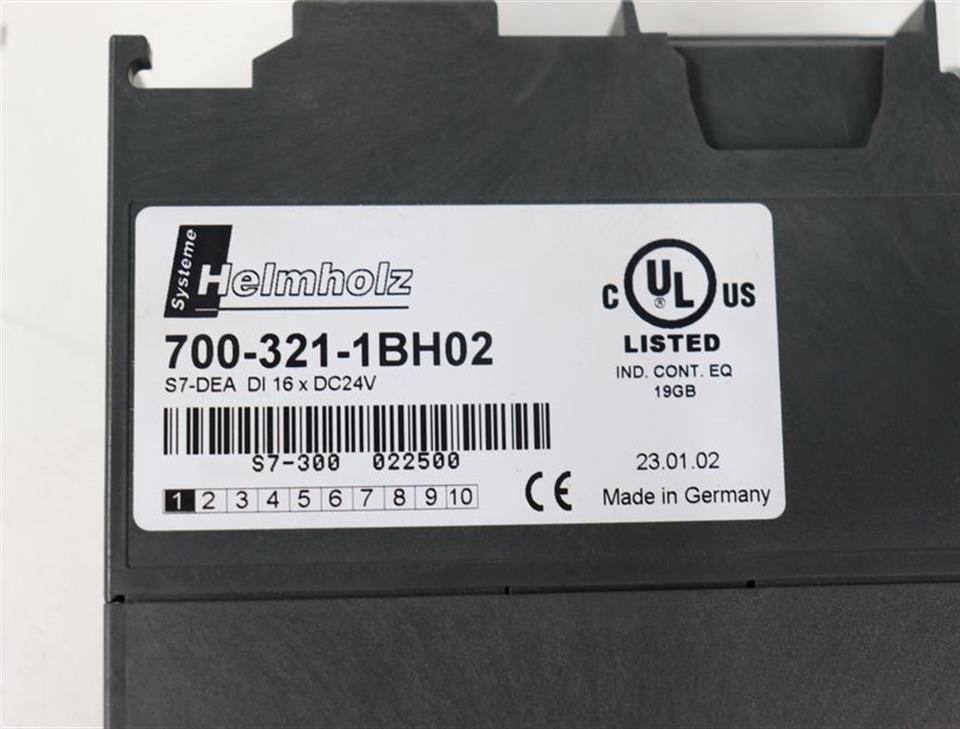 Systeme
Helmholz
700-321-1BH02
S7-DEA DI 16 x DC24V
S7-300 022500
1 2 3 4 5 6 7 8 9 10
CE
C UL US
®
LISTED
IND. CONT. EQ
19GB
23.01.02
Made in Germany